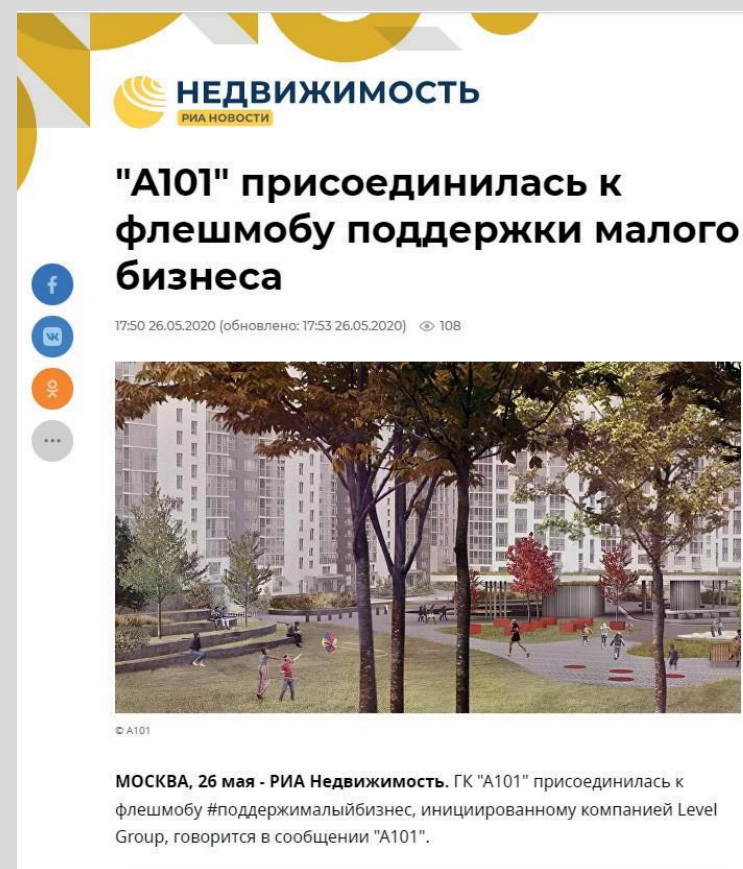 НЕДВИЖИМОСТЬ
РИА НОВОСТИ
"А101" присоединилась к
флешмобу поддержки малого
бизнеса
17:50 26.05.2020 (обновлено: 17:53 26.05.2020) 108
© А101
МОСКВА, 26 мая - РИА Недвижимость. ГК "А101" присоединилась к
флешмобу #поддержималыйбизнес, инициированному компанией Level
Group, говорится в сообщении "А101".